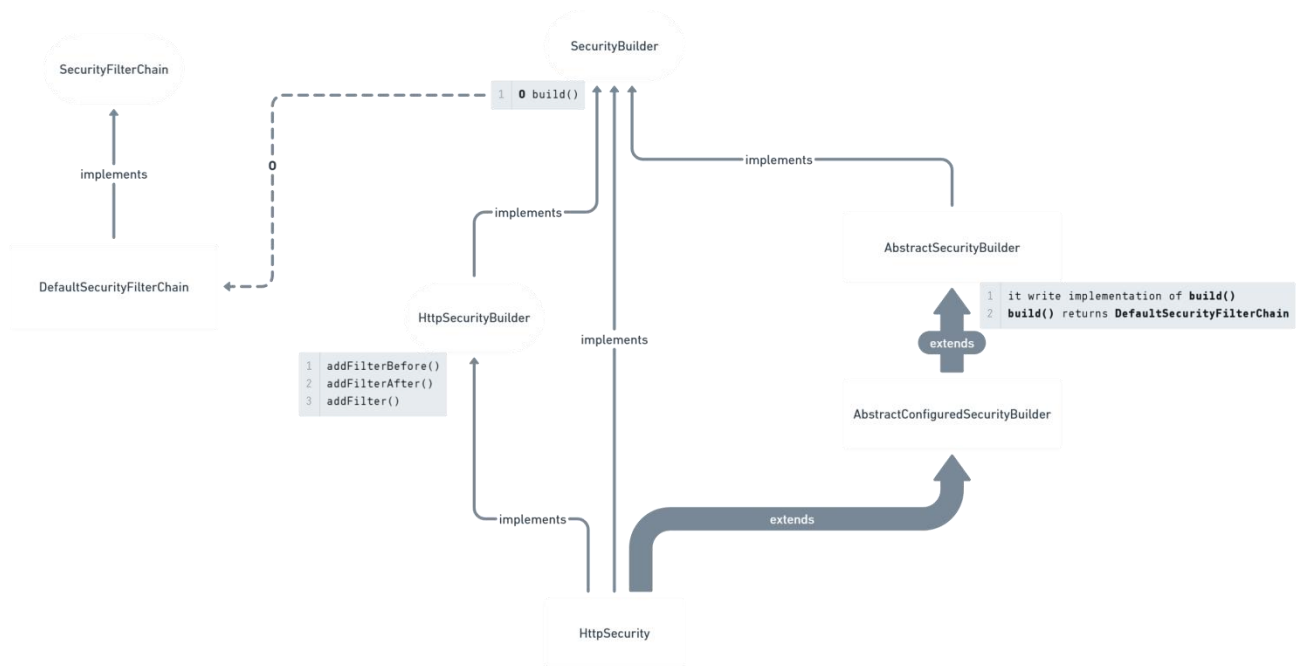 SecurityBuilder
SecurityFilterChain
1 O build()
implements
O
implements
implements
AbstractSecurityBuilder
DefaultSecurityFilterChain
1 it write implementation of build()
2 build() returns DefaultSecurityFilterChain
HttpSecurityBuilder
implements
extends
1 addFilterBefore()
2 addFilterAfter()
3 addFilter()
AbstractConfiguredSecurityBuilder
implements
extends
HttpSecurity